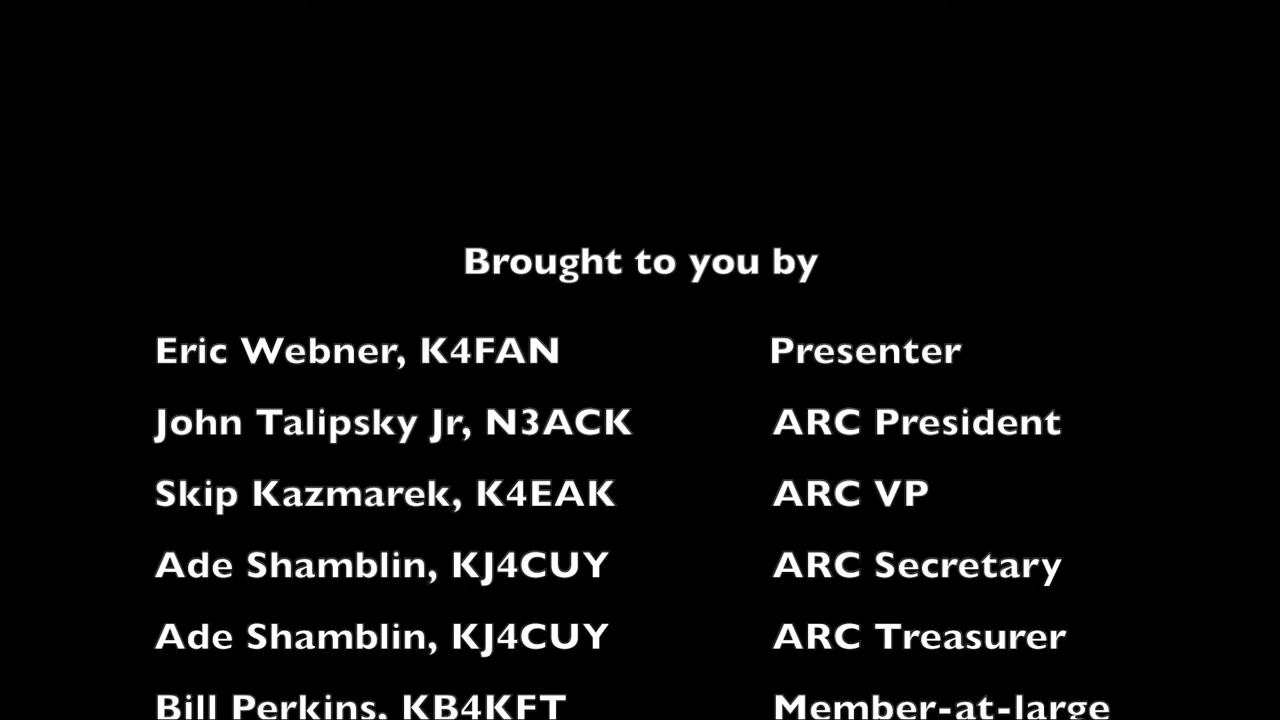 Brought to you by
Eric Webner, K4FAN Presenter
John Talipsky Jr, N3ACK ARC President
Skip Kazmarek, K4EAK ARC VP
Ade Shamblin, KJ4CUY ARC Secretary
Ade Shamblin, KJ4CUY ARC Treasurer
Bill Perkins, KB4KFT Member-at-large